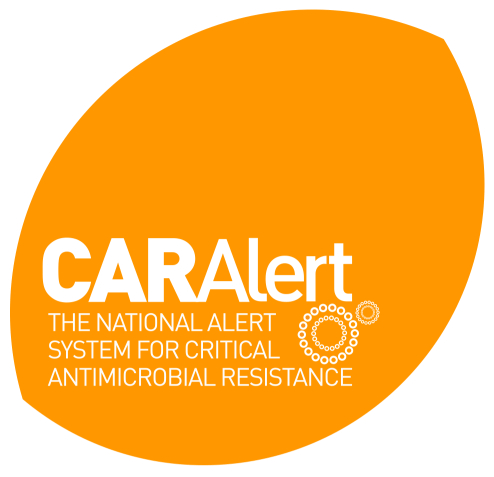 CARAlert
THE NATIONAL ALERT
SYSTEM FOR CRITICAL
ANTIMICROBIAL RESISTANCE